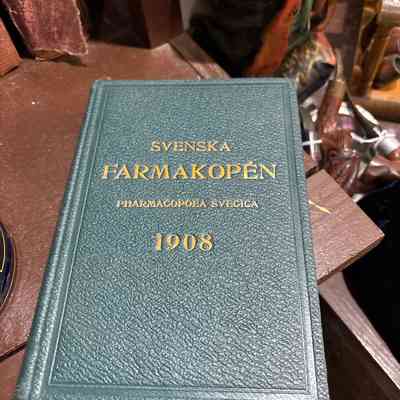 SVENSKA
FARMAKOPÉN
PHARMACOPOEA SVECICA
1908